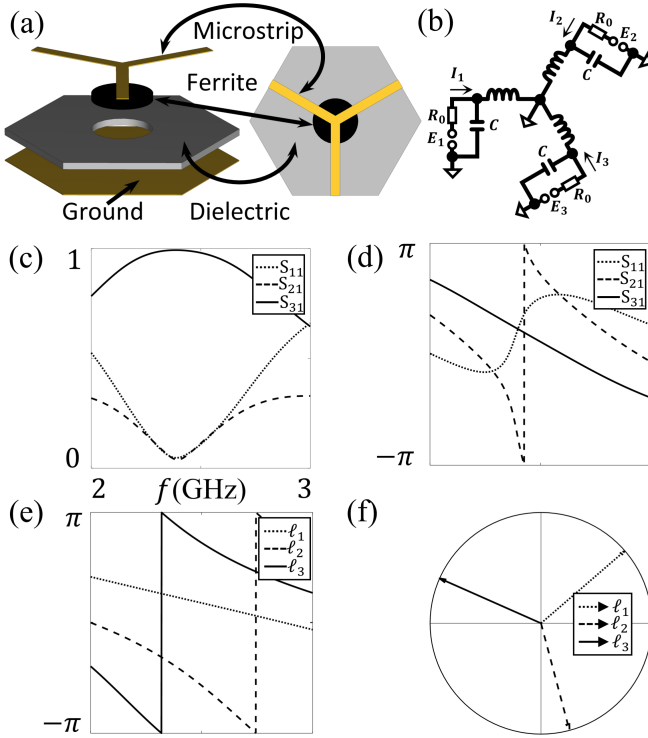 (a)
Microstrip
Ferrite
Ground
Dielectric
(b)
I₁
R₀
E₁
C
I₂
R₀
E₂
C
I₃
C
E₃
R₀
(c)
1
0
2
f(GHz)
3
S₁₁
S₂₁
S₃₁
(d)
π
−π
S₁₁
S₂₁
S₃₁
(e)
π
−π
ℓ₁
ℓ₂
ℓ₃
(f)
ℓ₁
ℓ₂
ℓ₃